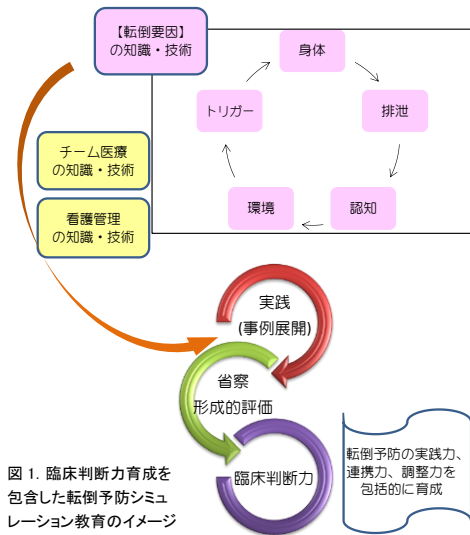 【転倒要因】
の知識・技術
身体
トリガー
排泄
チーム医療
の知識・技術
環境
認知
看護管理
の知識・技術
実践
(事例展開)
省察
形成的評価
臨床判断力
転倒予防の実践力、
連携力、調整力を
包括的に育成
図 1. 臨床判断力育成を
包含した転倒予防シミュ
レーション教育のイメージ